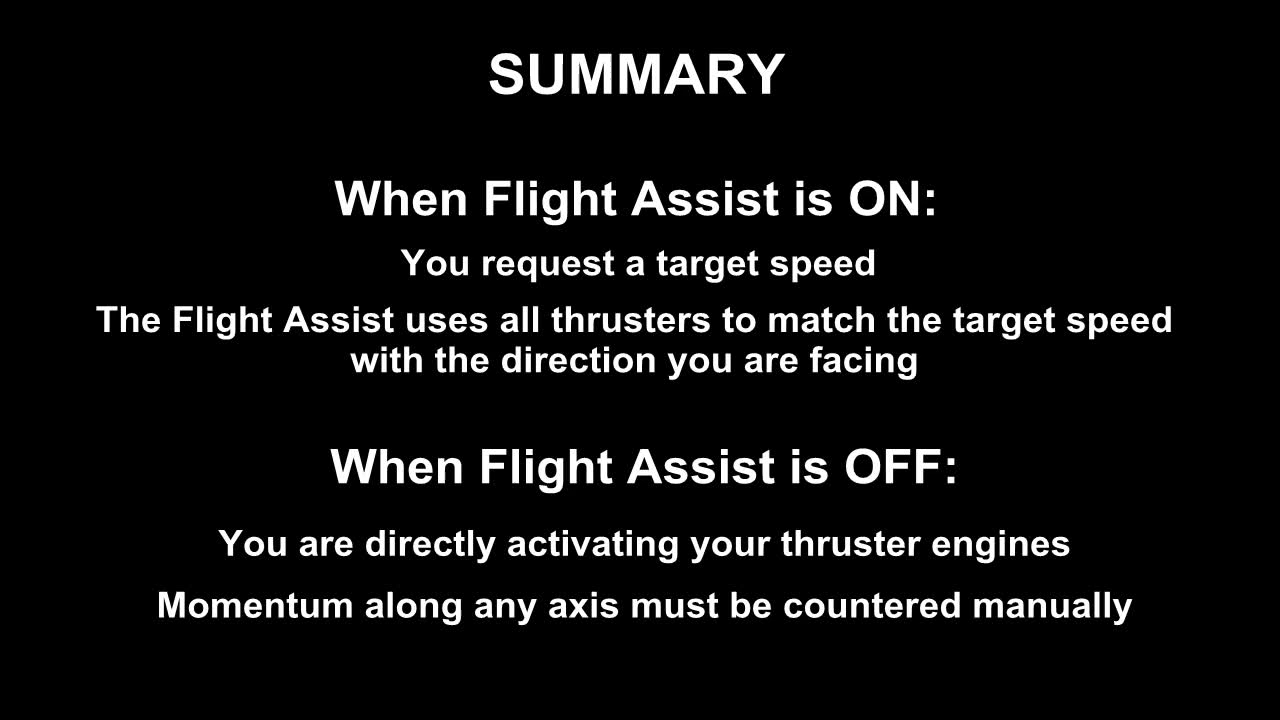 SUMMARY
When Flight Assist is ON:
You request a target speed
The Flight Assist uses all thrusters to match the target speed
with the direction you are facing
When Flight Assist is OFF:
You are directly activating your thruster engines
Momentum along any axis must be countered manually